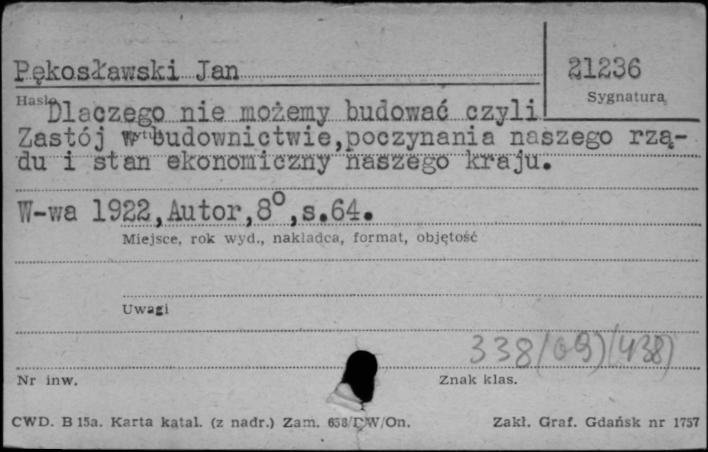 Pękosławski Jan
21236
Hasło
Sygnatura
Dlaczego nie możemy budować czyli
Zastój w budownictwie,poczynania naszego rzą-
du i stan ekonomiczny naszego kraju.
W-wa 1922,Autor,8°,s.64.
Miejsce, rok wyd., nakładca, format, objętość
Uwagi
338(09)(438)
Nr inw.
Znak klas.
CWD. B 15a. Karta katal. (z nadr.) Zam. 638/DW/On.
Zakł. Graf. Gdańsk nr 1757